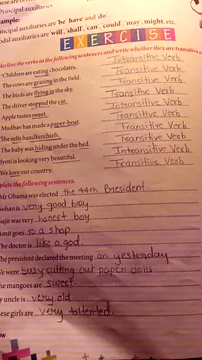 Principal auxiliaries
ample:
incipal auxiliaries are 'be' 'have' and 'do'
odal auxiliaries are 'will', 'shall', 'can', 'could', 'may', 'might, etc.
EXERCISE
derline the verbs in the following sentences and write whether they are transitive
Children are eating chocolates. Intransitive Verb
The cows are grazing in the field. Transitive Verb
The birds are flying in the sky. Transitive Verb
The driver stopped the car. Transitive Verb
Apple tastes sweet. Transitive Verb
Madhav has made a paper-boat. Transitive Verb
She sells handkerchiefs. Transitive Verb
The baby was hiding under the bed. Intransitive Verb
Jyoti is looking very beautiful. Intransitive Verb
We love our country. Transitive Verb
plete the following sentences.
Mr Obama was elected the 44th President.
Rohan is very good boy
Sujit was very honest boy
Amit goes to a shop
The doctor is like a god.
The president declared the meeting on yesterday
We were busy cutting out paper dolls.
The mangoes are sweet.
y uncle is very old
ese girls are very talented.